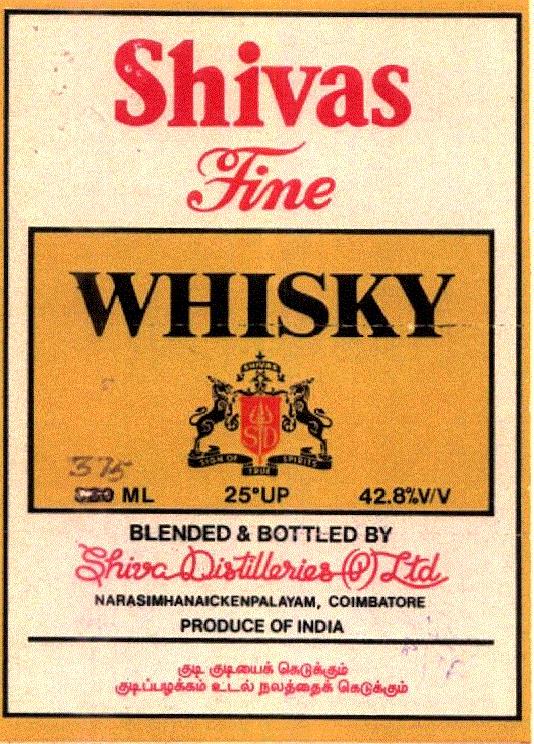 Shivas
Fine
WHISKY
SHIVAS
SD
SIGN OF TRUE SPIRITS
375
ML 25°UP 42.8%V/V
BLENDED & BOTTLED BY
Shiva Distilleries (P) Ltd
NARASIMHANAICKENPALAYAM, COIMBATORE
PRODUCE OF INDIA
குடி குடியைக் கெடுக்கும்
குடிப்பழக்கம் உடல் நலத்தைக் கெடுக்கும்